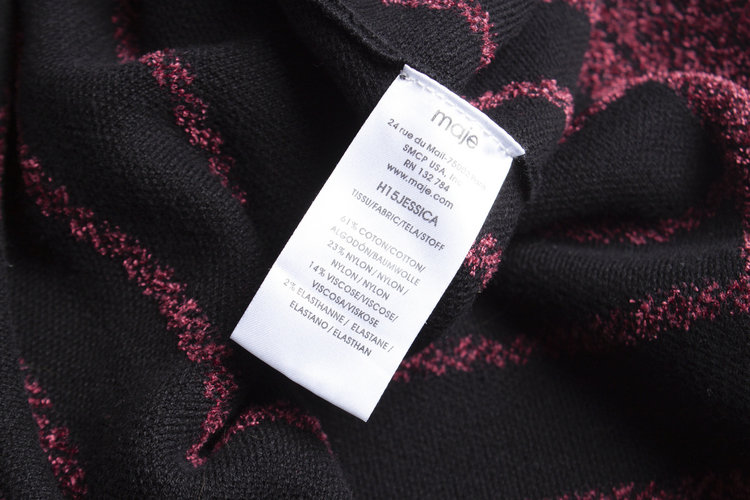 maje
24 rue du Mail-75002
SMCP USA, Inc
RN 132 784
www.maje.com
H15JESSICA
TISSU/FABRIC/TELA/STOFF
61% COTON/COTTON/
ALGODÓN/BAUMWOLLE
23% NYLON / NYLON /
NYLON / NYLON
14% VISCOSE/VISCOSE/
VISCOSA/VISKOSE
2% ELASTHANNE / ELASTANE /
ELASTANO / ELASTHAN